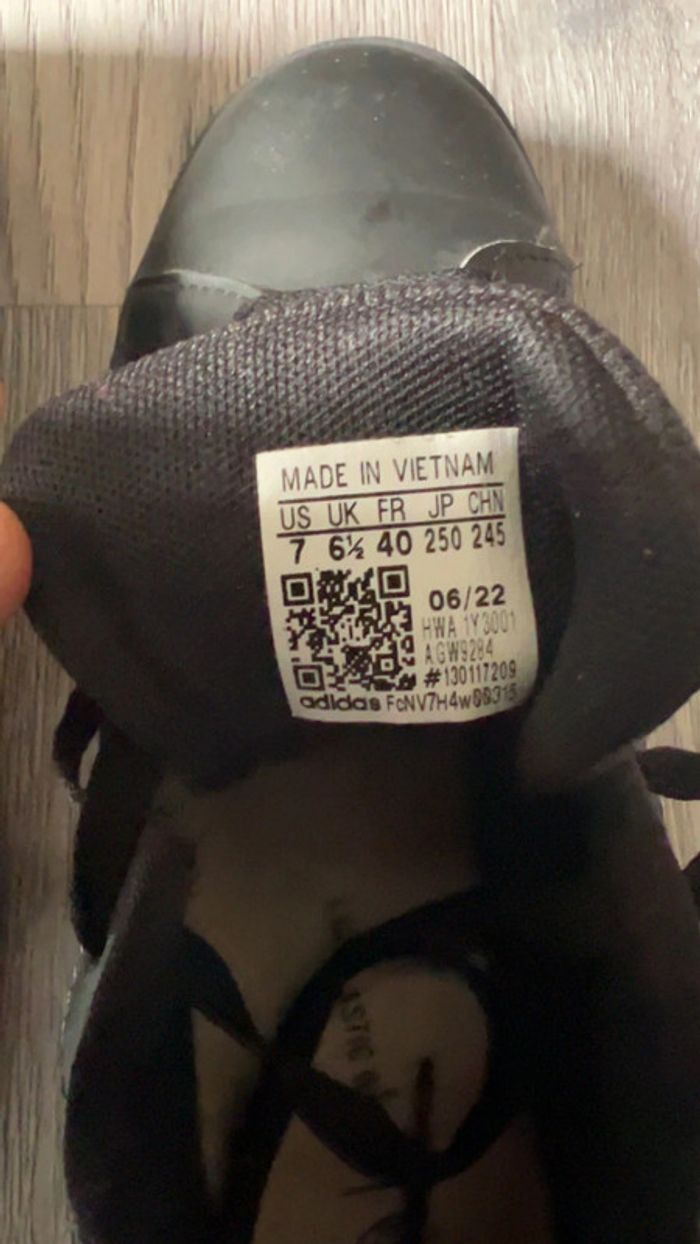 MADE IN VIETNAM
US UK FR JP CHN
7 6½ 40 250 245
06/22
HWA 1Y3001
AGW9284
#130117209
adidas FcNV7H4w00315